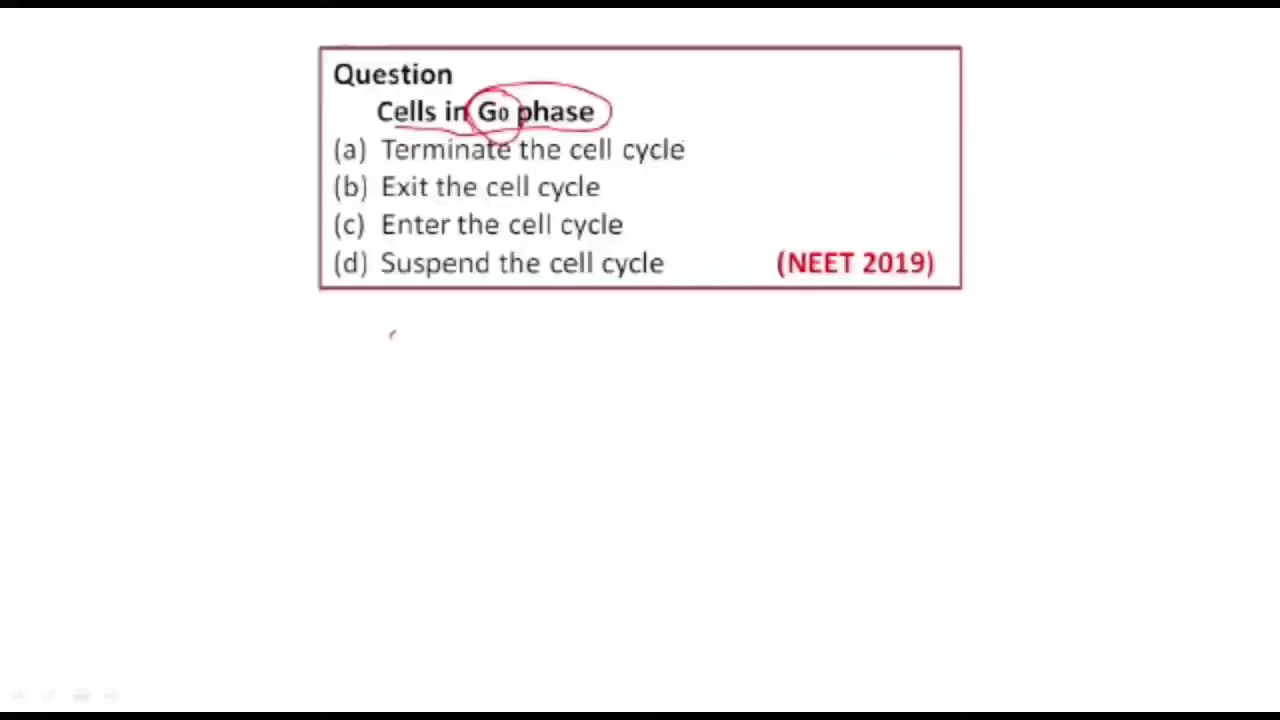 Question
Cells in G0 phase
(a) Terminate the cell cycle
(b) Exit the cell cycle
(c) Enter the cell cycle
(d) Suspend the cell cycle (NEET 2019)